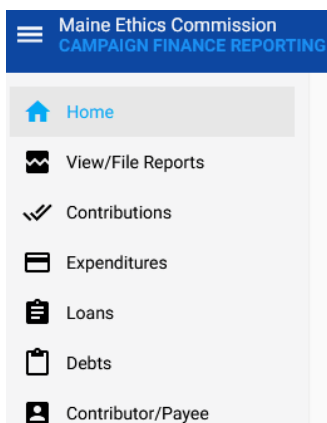 Maine Ethics Commission
CAMPAIGN FINANCE REPORTING
Home
View/File Reports
Contributions
Expenditures
Loans
Debts
Contributor/Payee